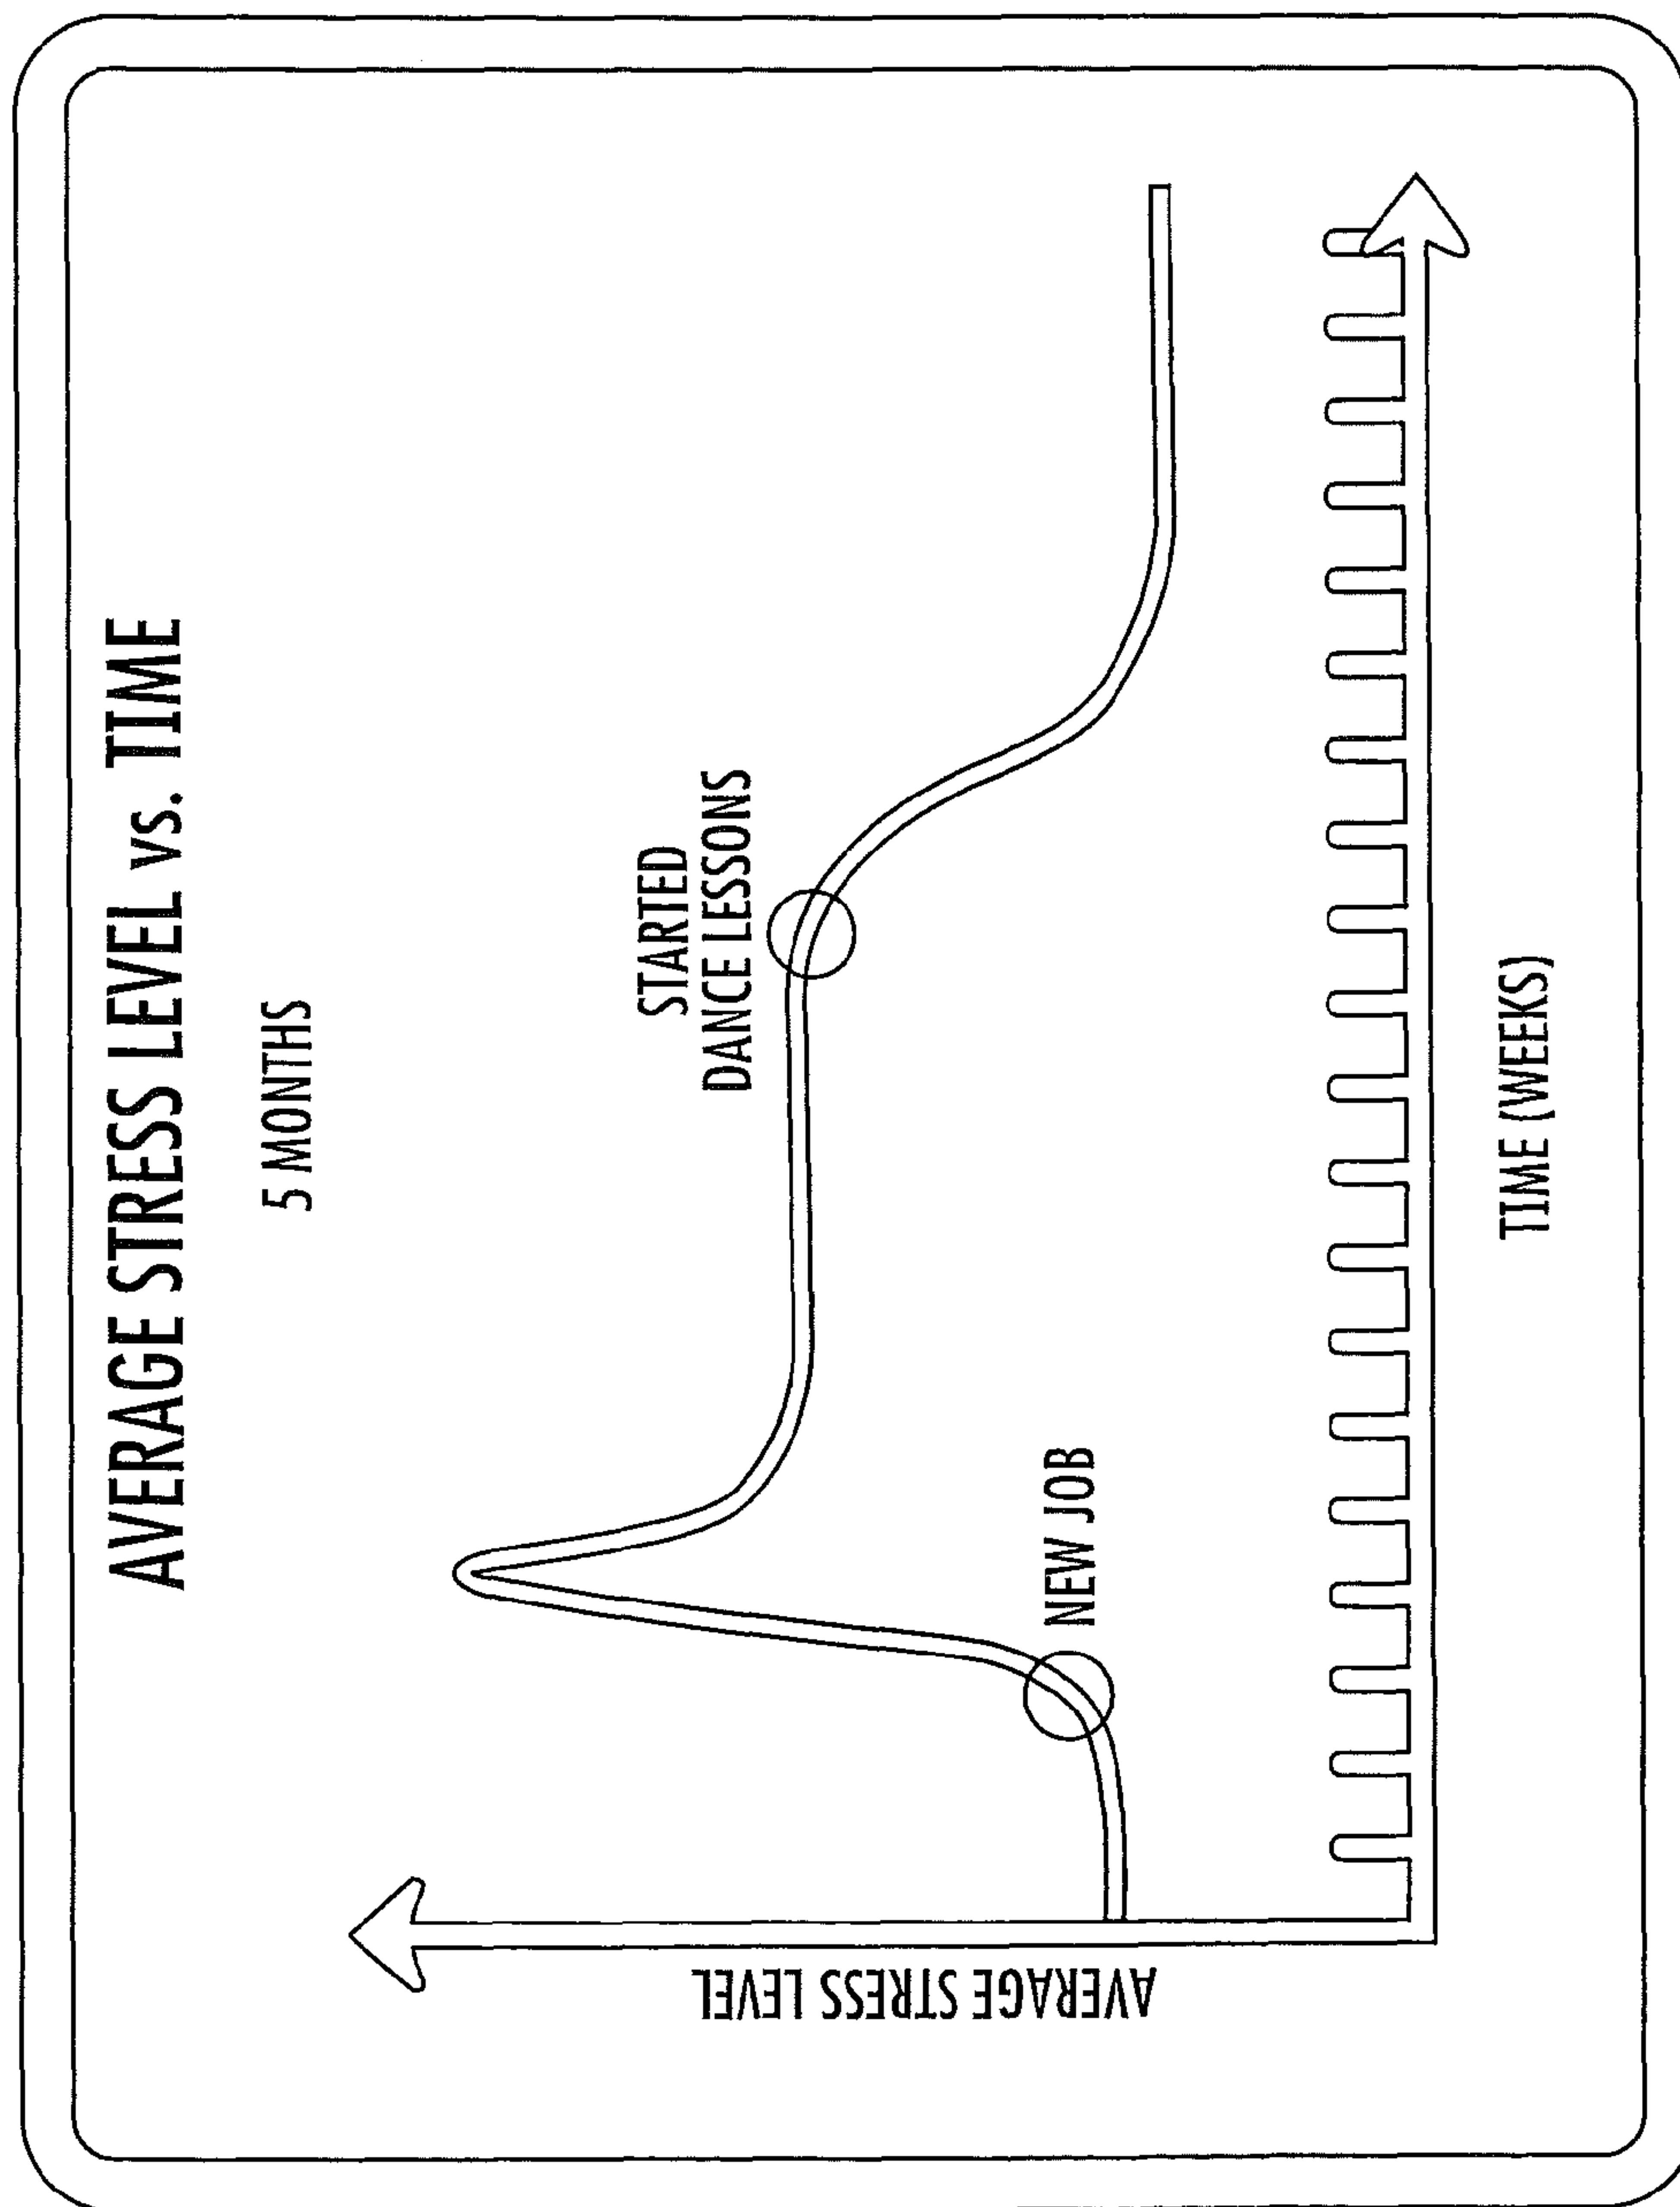 AVERAGE STRESS LEVEL vs. TIME
5 MONTHS
STARTED
DANCE LESSONS
NEW JOB
AVERAGE STRESS LEVEL
TIME (WEEKS)